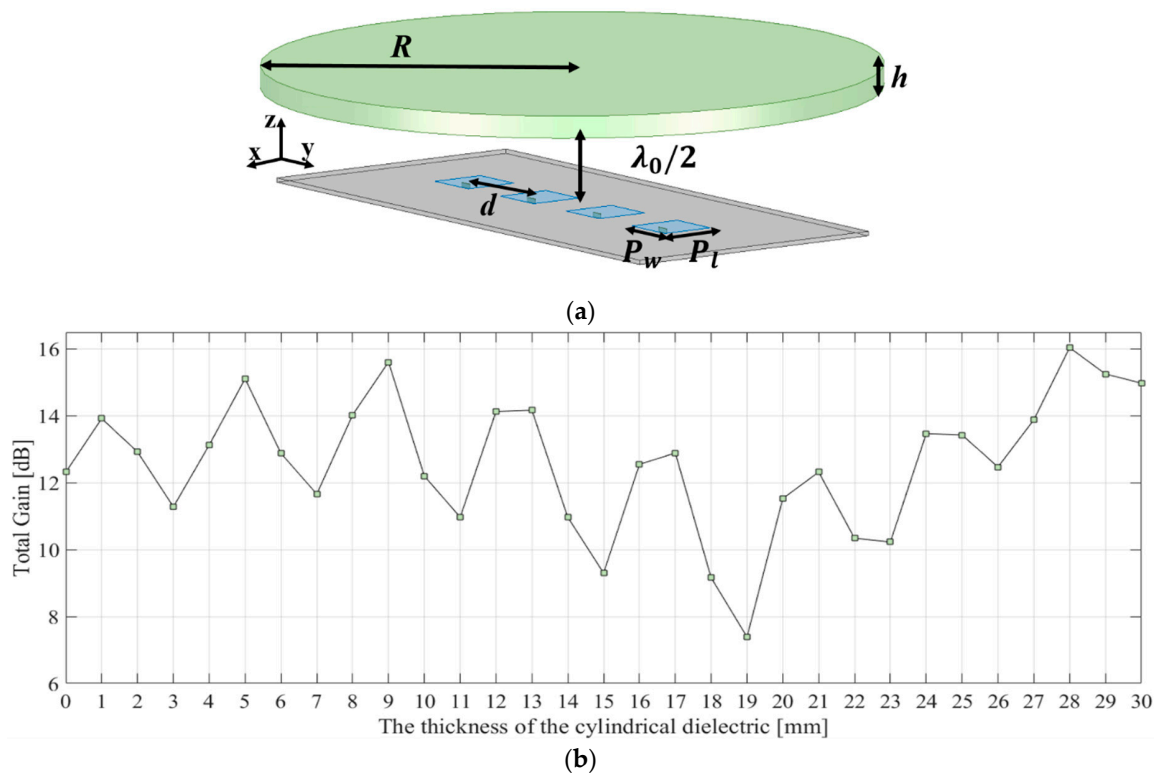 R
h
z
x
y
λ₀/2
d
P_w
P_l
(a)
16
14
12
10
8
6
Total Gain [dB]
0 1 2 3 4 5 6 7 8 9 10 11 12 13 14 15 16 17 18 19 20 21 22 23 24 25 26 27 28 29 30
The thickness of the cylindrical dielectric [mm]
(b)